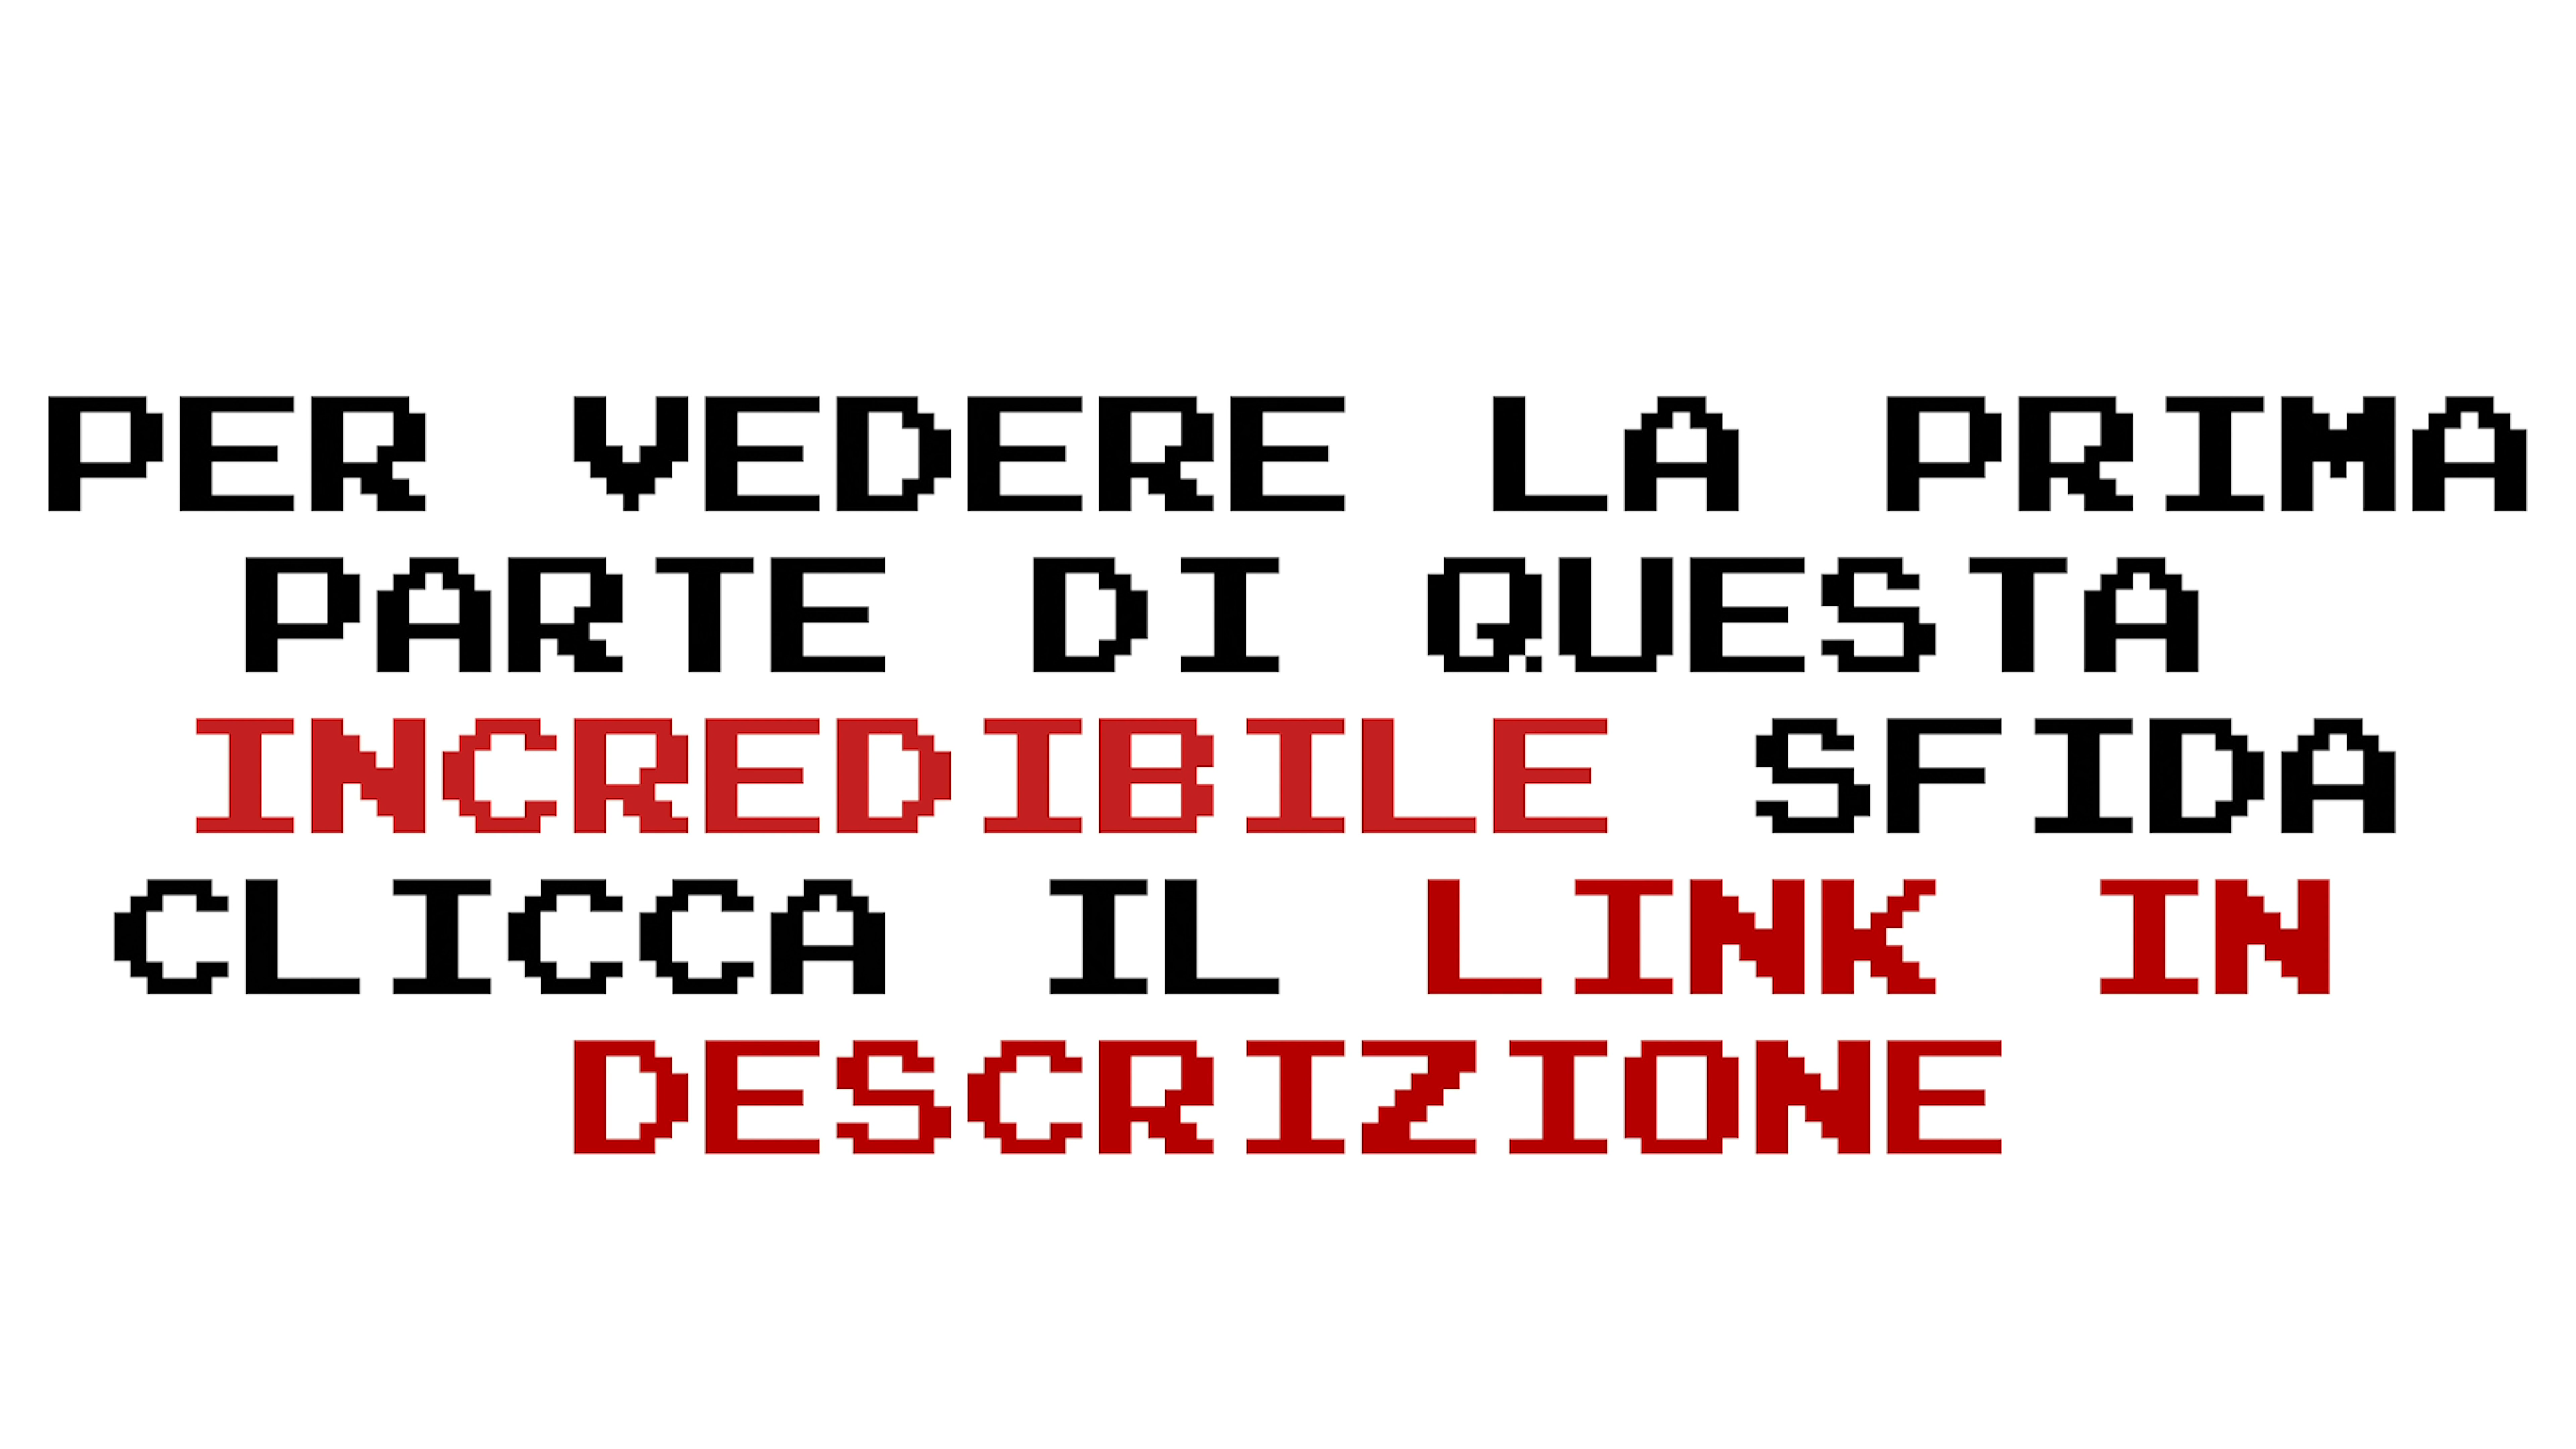 PER VEDERE LA PRIMA
PARTE DI QUESTA
INCREDIBILE SFIDA
CLICCA IL LINK IN
DESCRIZIONE